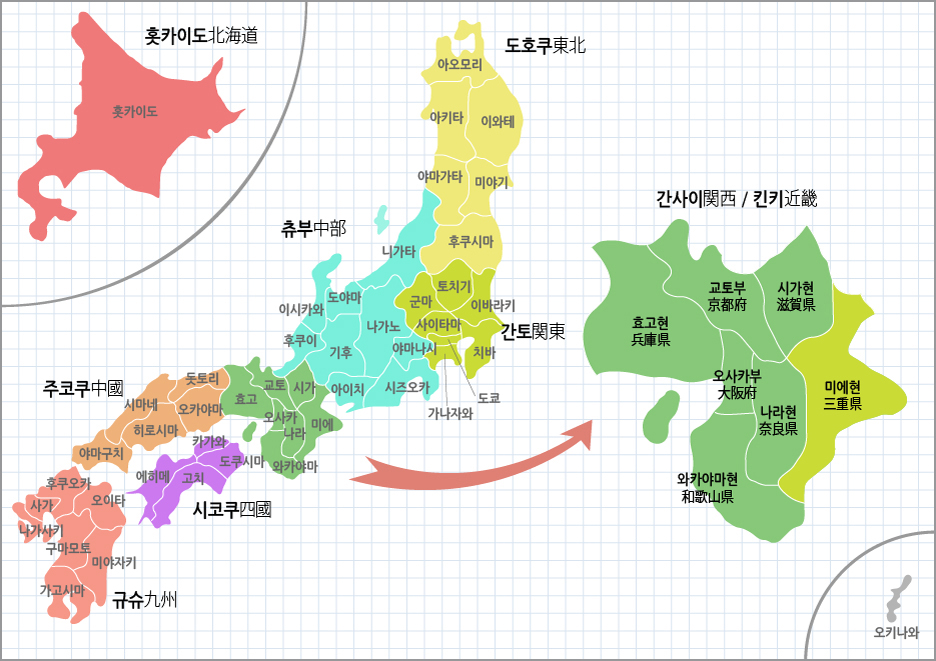 홋카이도北海道
홋카이도
도호쿠東北
아오모리
아키타
이와테
야마가타
미야기
후쿠시마
츄부中部
니가타
도야마
이시카와
후쿠이
나가노
기후
야마나시
아이치
시즈오카
군마
토치기
이바라키
사이타마
간토関東
치바
도쿄
가나자와
간사이関西 / 킨키近畿
교토부
京都府
시가현
滋賀県
효고현
兵庫県
오사카부
大阪府
나라현
奈良県
미에현
三重県
와카야마현
和歌山県
주코쿠中國
돗토리
시마네
오카야마
히로시마
야마구치
교토
시가
효고
오사카
나라
미에
와카야마
카가와
도쿠시마
에히메
고치
시코쿠四國
후쿠오카
사가
오이타
나가사키
구마모토
미야자키
가고시마
규슈九州
오키나와